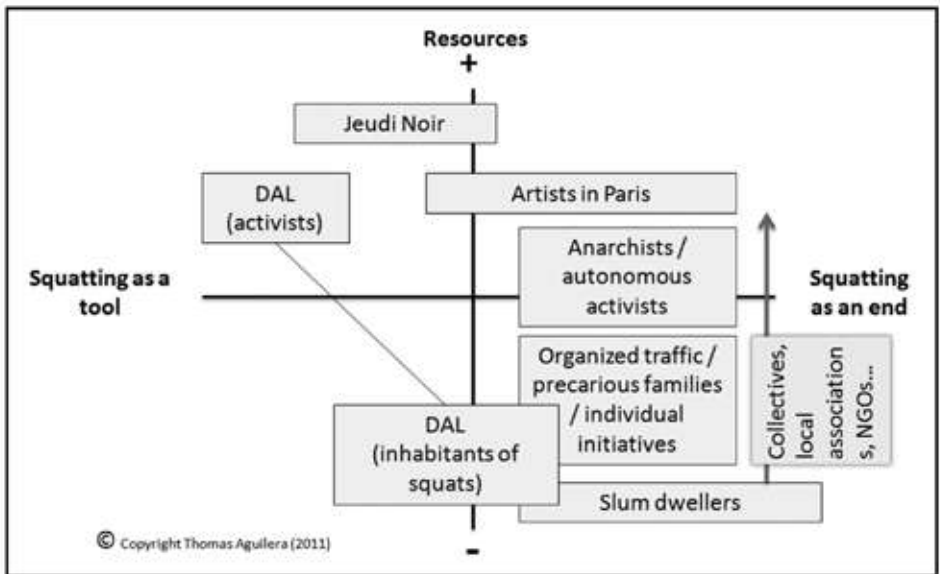 Resources
+
Jeudi Noir
DAL
(activists)
Artists in Paris
Anarchists /
autonomous
activists
Squatting as a
tool
Squatting
as an end
Organized traffic /
precarious families
/ individual
initiatives
Collectives,
local
association
s, NGOs...
DAL
(inhabitants of
squats)
Slum dwellers
© Copyright Thomas Aguilera (2011)
-